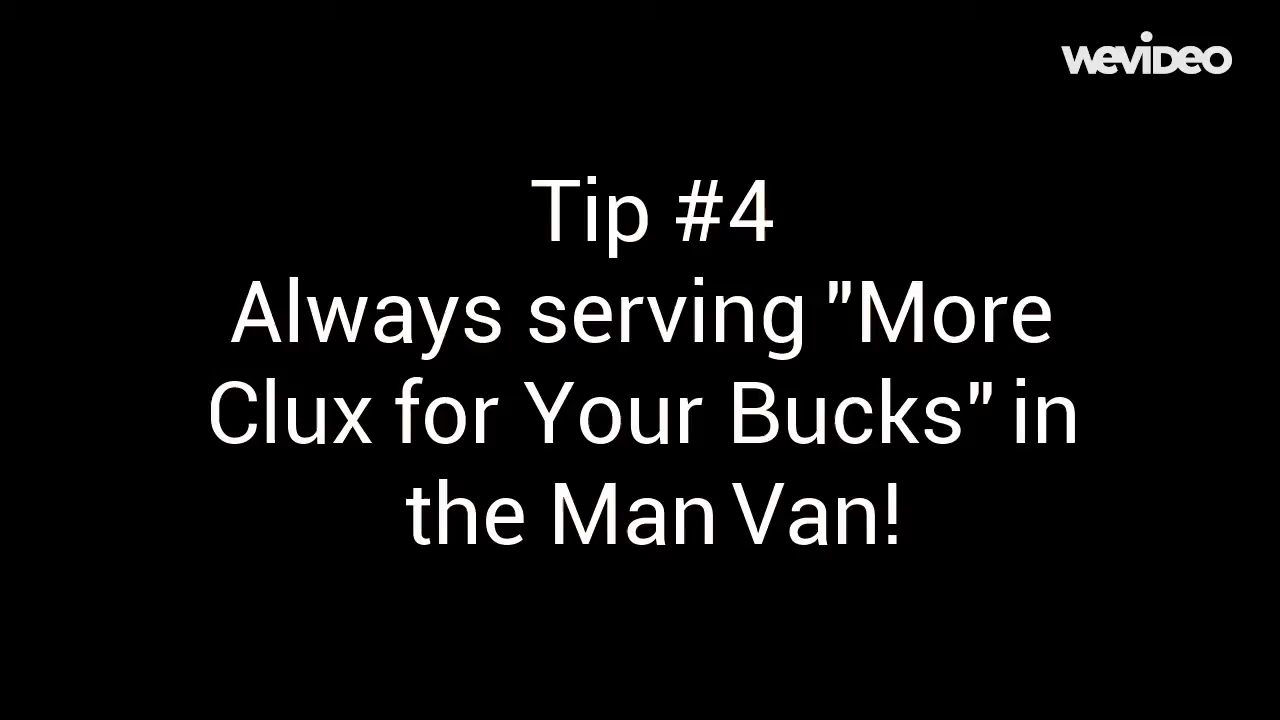 WEVIDEO
Tip #4
Always serving "More
Clux for Your Bucks" in
the Man Van!